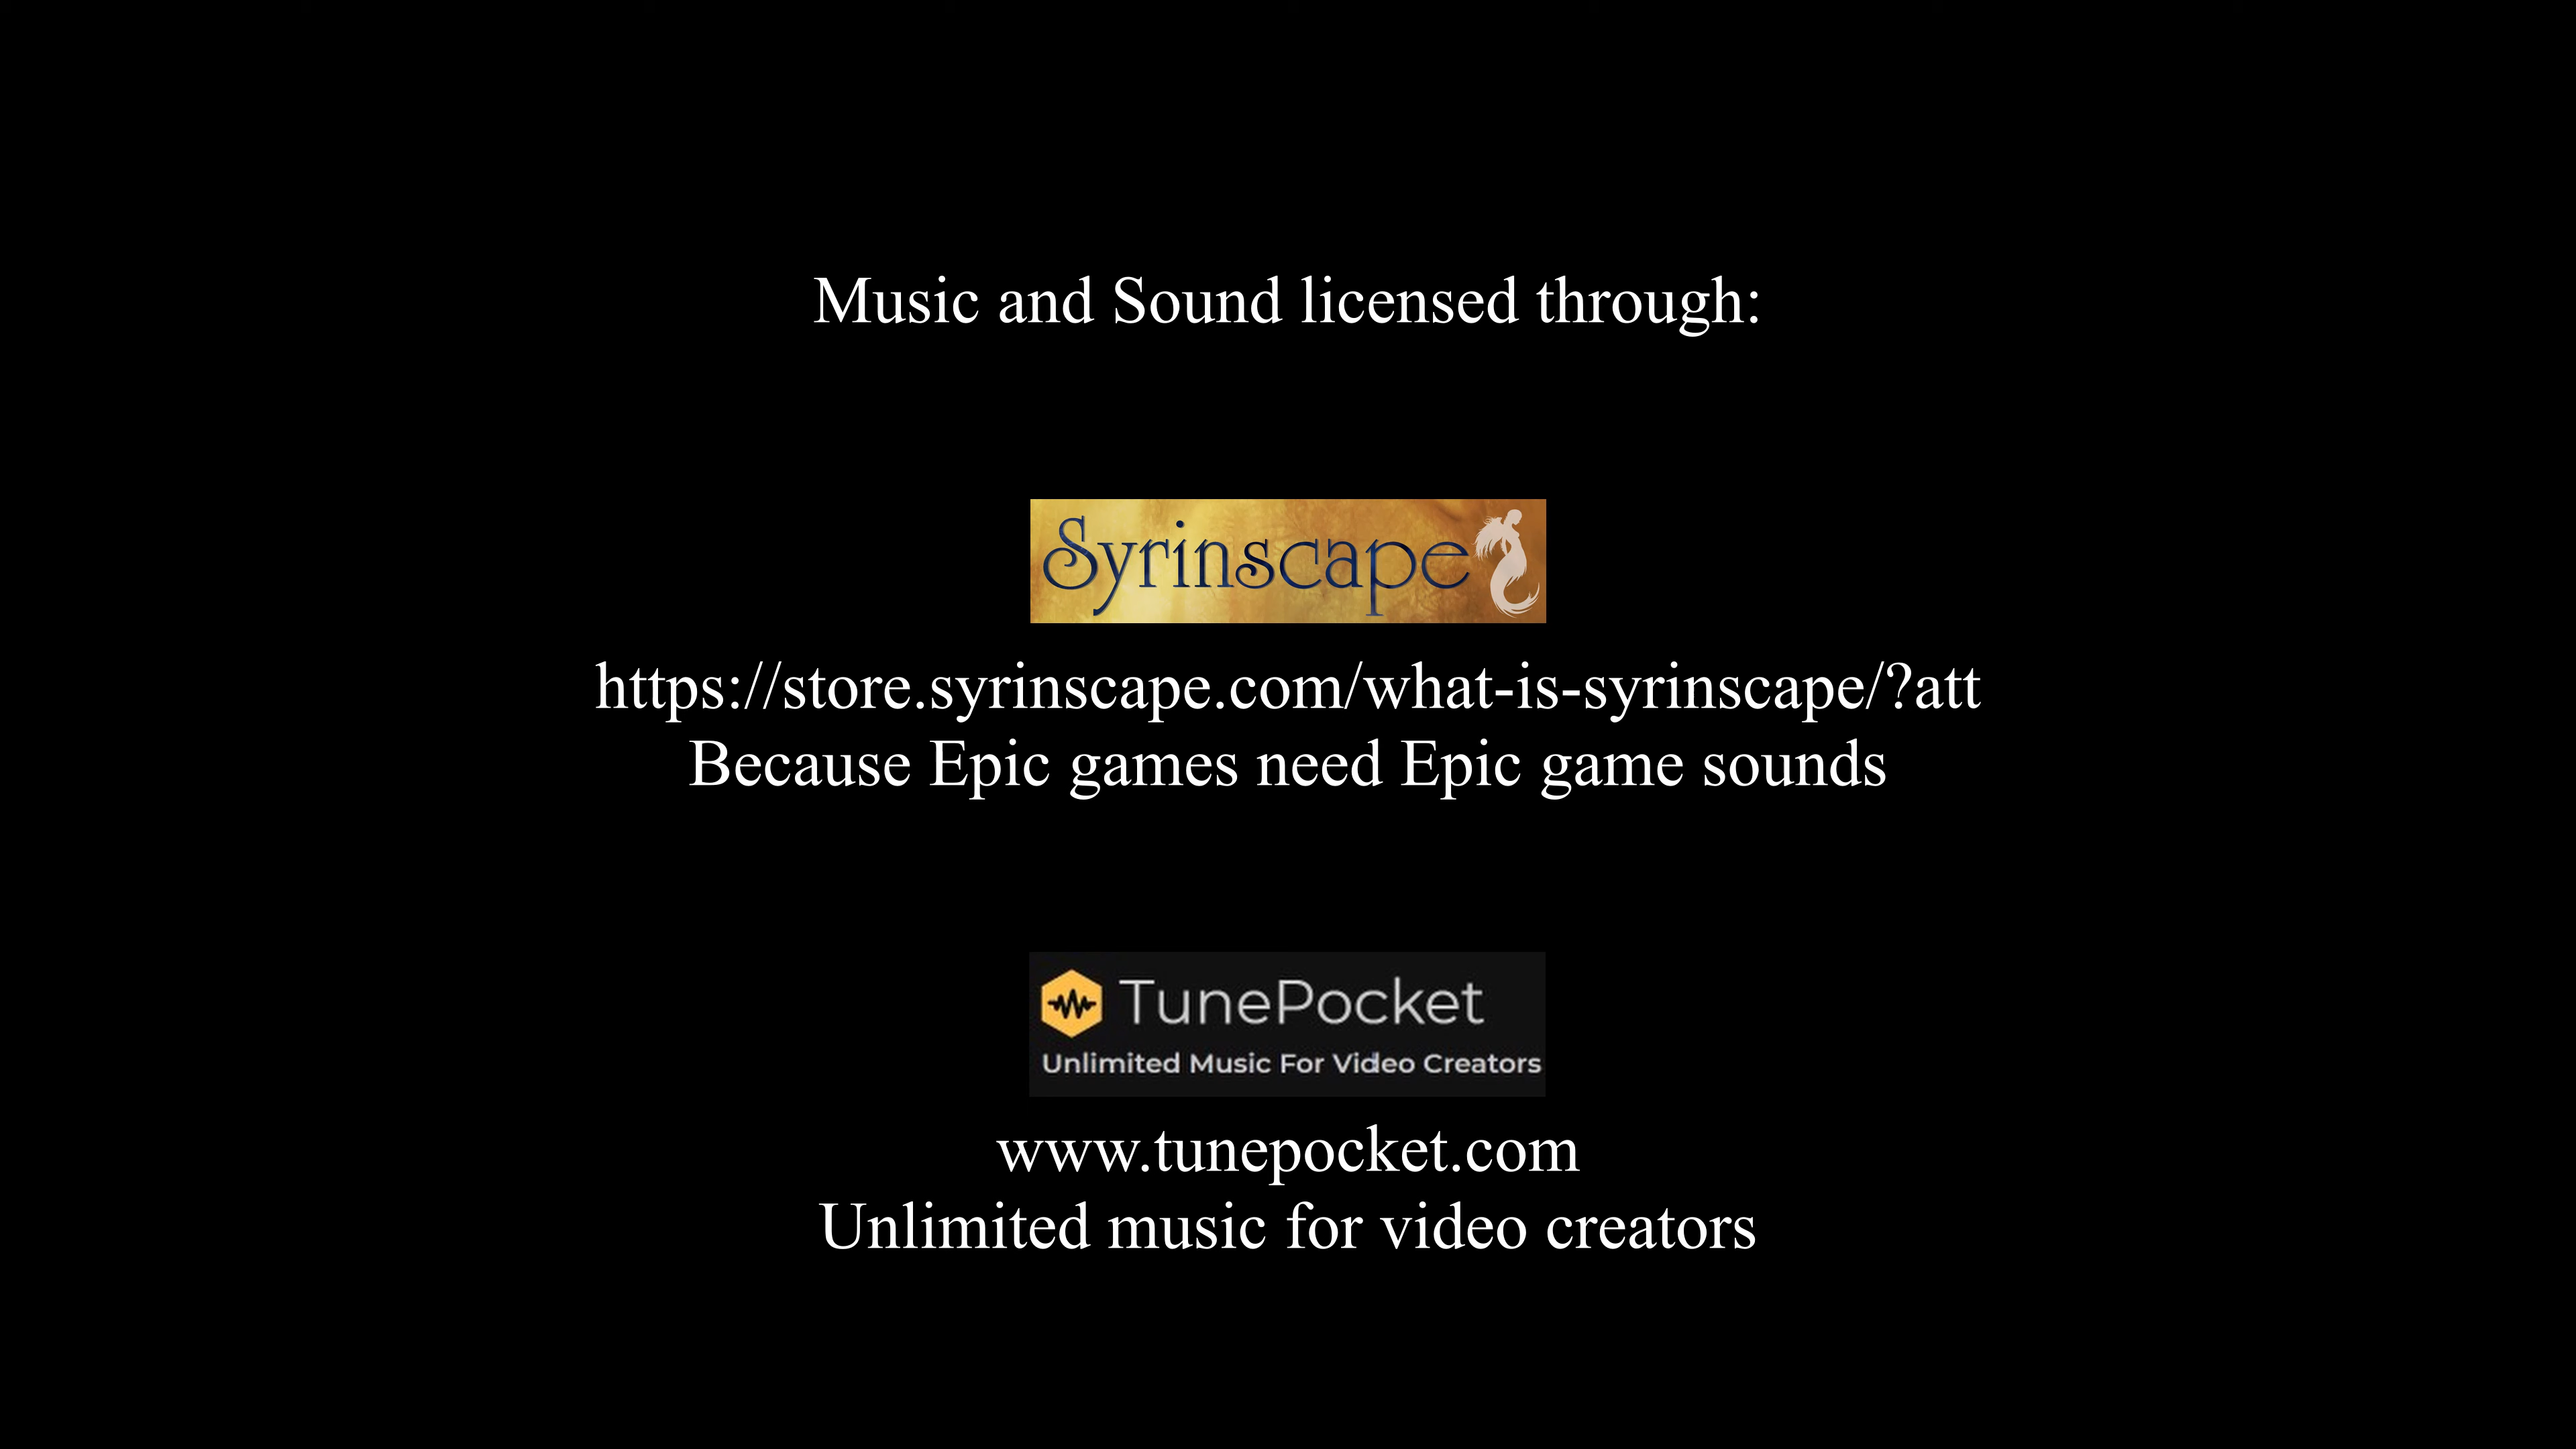 Music and Sound licensed through:
Syrinscape
https://store.syrinscape.com/what-is-syrinscape/?att
Because Epic games need Epic game sounds
TunePocket
Unlimited Music For Video Creators
www.tunepocket.com
Unlimited music for video creators